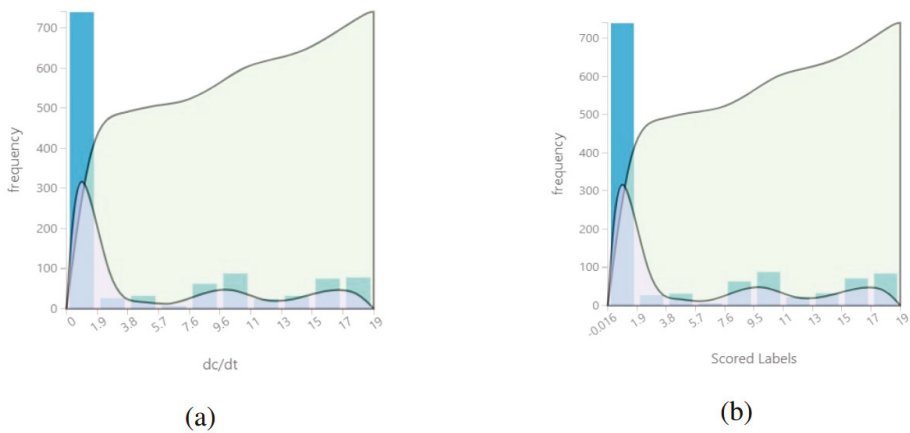 700
600
500
400
300
200
100
0
frequency
0 1.9 3.8 5.7 7.6 9.6 11 13 15 17 19
dc/dt
(a)
700
600
500
400
300
200
100
0
frequency
-0.016 1.9 3.8 5.7 7.6 9.5 11 13 15 17 19
Scored Labels
(b)